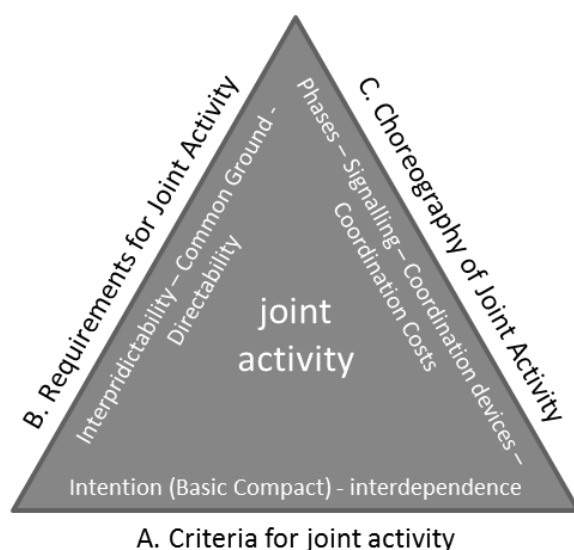 B. Requirements for Joint Activity
Interpridictability – Common Ground -
Directability
C. Choreography of Joint Activity
Phases – Signalling – Coordination devices –
Coordination Costs
joint
activity
Intention (Basic Compact) - interdependence
A. Criteria for joint activity